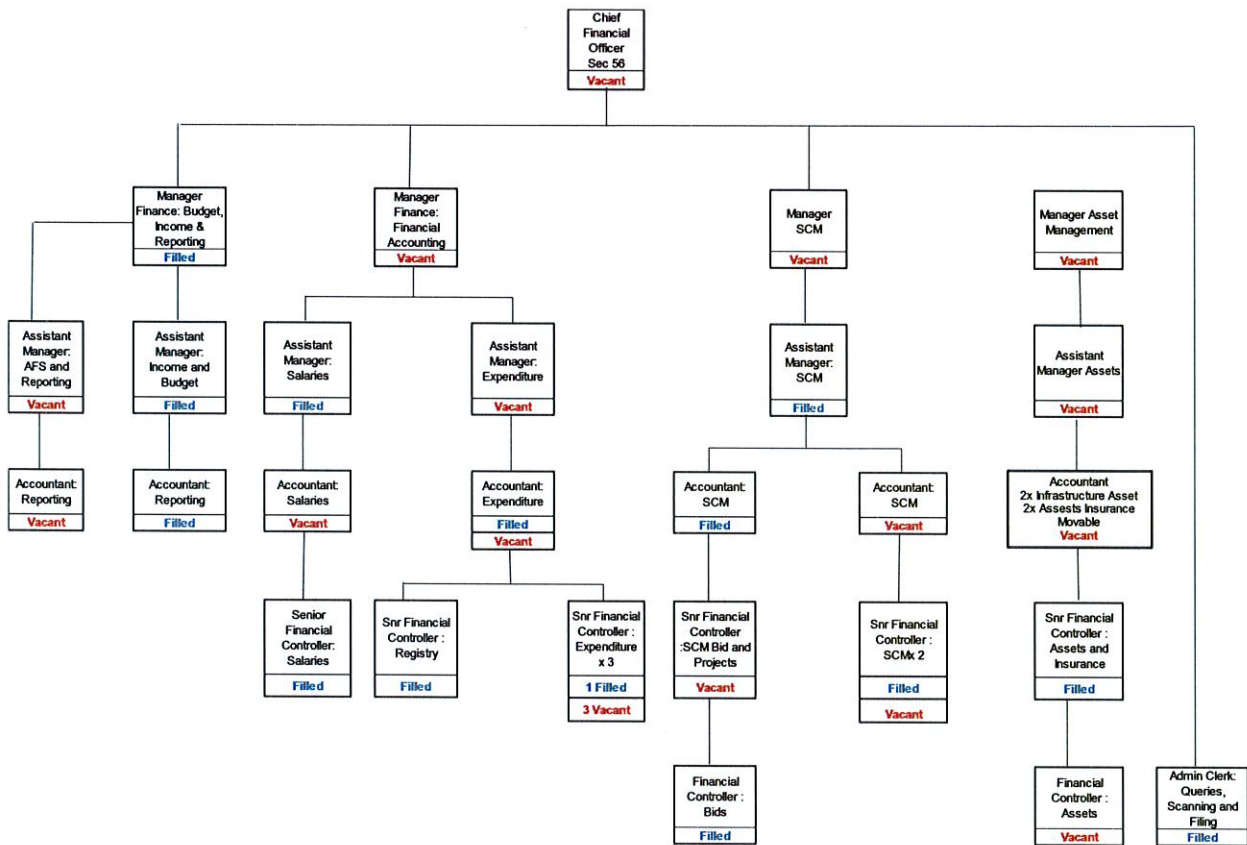 Chief
Financial
Officer
Sec 56
Vacant
Manager
Finance: Budget,
Income &
Reporting
Filled
Manager
Finance:
Financial
Accounting
Vacant
Manager
SCM
Vacant
Manager Asset
Management
Vacant
Assistant
Manager:
AFS and
Reporting
Vacant
Assistant
Manager:
Income and
Budget
Filled
Assistant
Manager:
Salaries
Filled
Assistant
Manager:
Expenditure
Vacant
Assistant
Manager:
SCM
Filled
Assistant
Manager Assets
Vacant
Accountant:
Reporting
Vacant
Accountant:
Reporting
Filled
Accountant:
Salaries
Vacant
Accountant:
Expenditure
Filled
Vacant
Accountant:
SCM
Filled
Accountant:
SCM
Vacant
Accountant
2x Infrastructure Asset
2x Assests Insurance
Movable
Vacant
Senior
Financial
Controller:
Salaries
Filled
Snr Financial
Controller :
Registry
Filled
Snr Financial
Controller :
Expenditure
x 3
1 Filled
3 Vacant
Snr Financial
Controller
:SCM Bid and
Projects
Vacant
Snr Financial
Controller :
SCMx 2
Filled
Vacant
Snr Financial
Controller :
Assets and
Insurance
Filled
Financial
Controller :
Bids
Filled
Financial
Controller :
Assets
Vacant
Admin Clerk:
Queries,
Scanning and
Filing
Filled